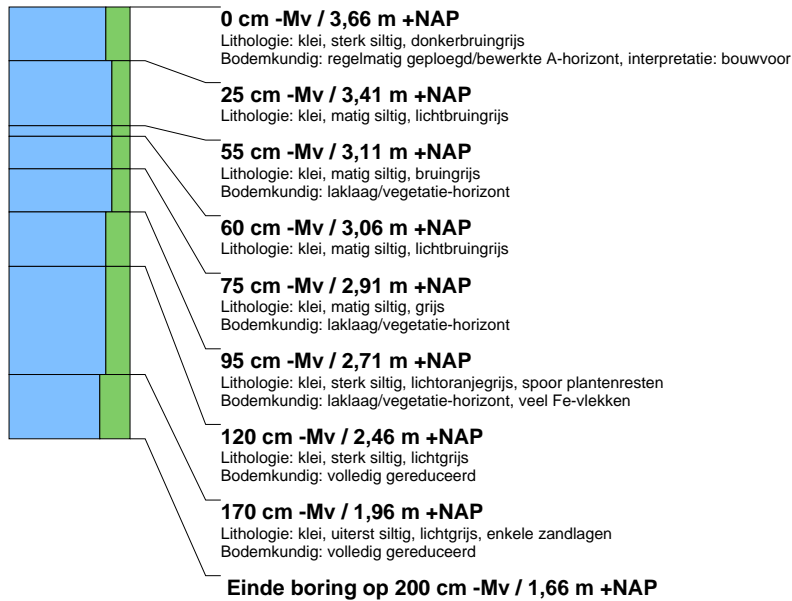 0 cm -Mv / 3,66 m +NAP
Lithologie: klei, sterk siltig, donkerbruingrijs
Bodemkundig: regelmatig geploegd/bewerkte A-horizont, interpretatie: bouwvoor
25 cm -Mv / 3,41 m +NAP
Lithologie: klei, matig siltig, lichtbruingrijs
55 cm -Mv / 3,11 m +NAP
Lithologie: klei, matig siltig, bruingrijs
Bodemkundig: laklaag/vegetatie-horizont
60 cm -Mv / 3,06 m +NAP
Lithologie: klei, matig siltig, lichtbruingrijs
75 cm -Mv / 2,91 m +NAP
Lithologie: klei, matig siltig, grijs
Bodemkundig: laklaag/vegetatie-horizont
95 cm -Mv / 2,71 m +NAP
Lithologie: klei, sterk siltig, lichtoranjegrijs, spoor plantenresten
Bodemkundig: laklaag/vegetatie-horizont, veel Fe-vlekken
120 cm -Mv / 2,46 m +NAP
Lithologie: klei, sterk siltig, lichtgrijs
Bodemkundig: volledig gereduceerd
170 cm -Mv / 1,96 m +NAP
Lithologie: klei, uiterst siltig, lichtgrijs, enkele zandlagen
Bodemkundig: volledig gereduceerd
Einde boring op 200 cm -Mv / 1,66 m +NAP